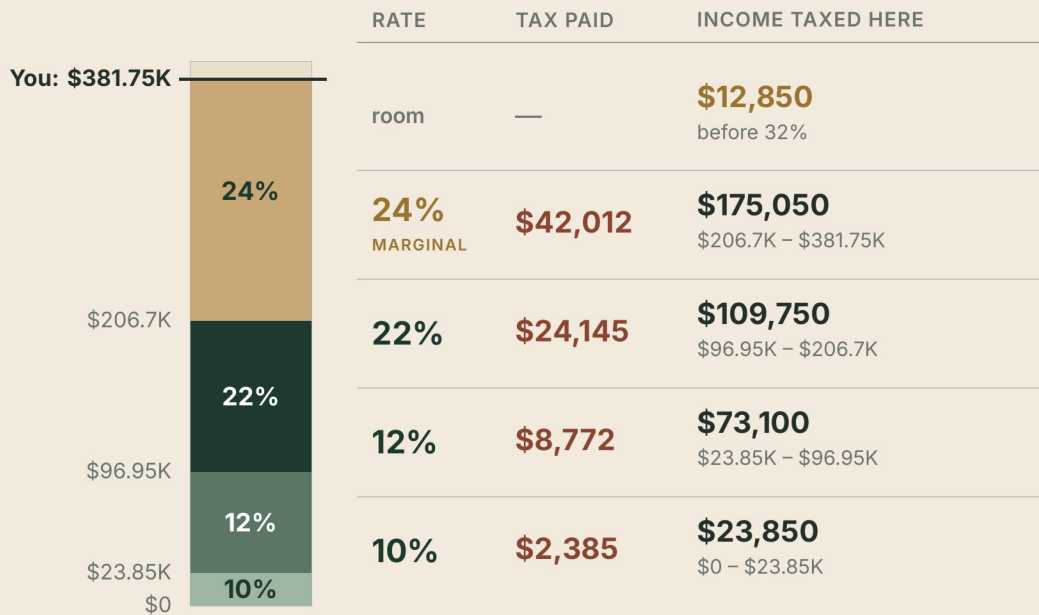 RATE TAX PAID INCOME TAXED HERE
You: $381.75K
room — $12,850
before 32%
24%
24% $42,012 $175,050
MARGINAL $206.7K – $381.75K
$206.7K
22%
22% $24,145 $109,750
$96.95K – $206.7K
$96.95K
12%
12% $8,772 $73,100
$23.85K – $96.95K
$23.85K
10%
10% $2,385 $23,850
$0 – $23.85K
$0